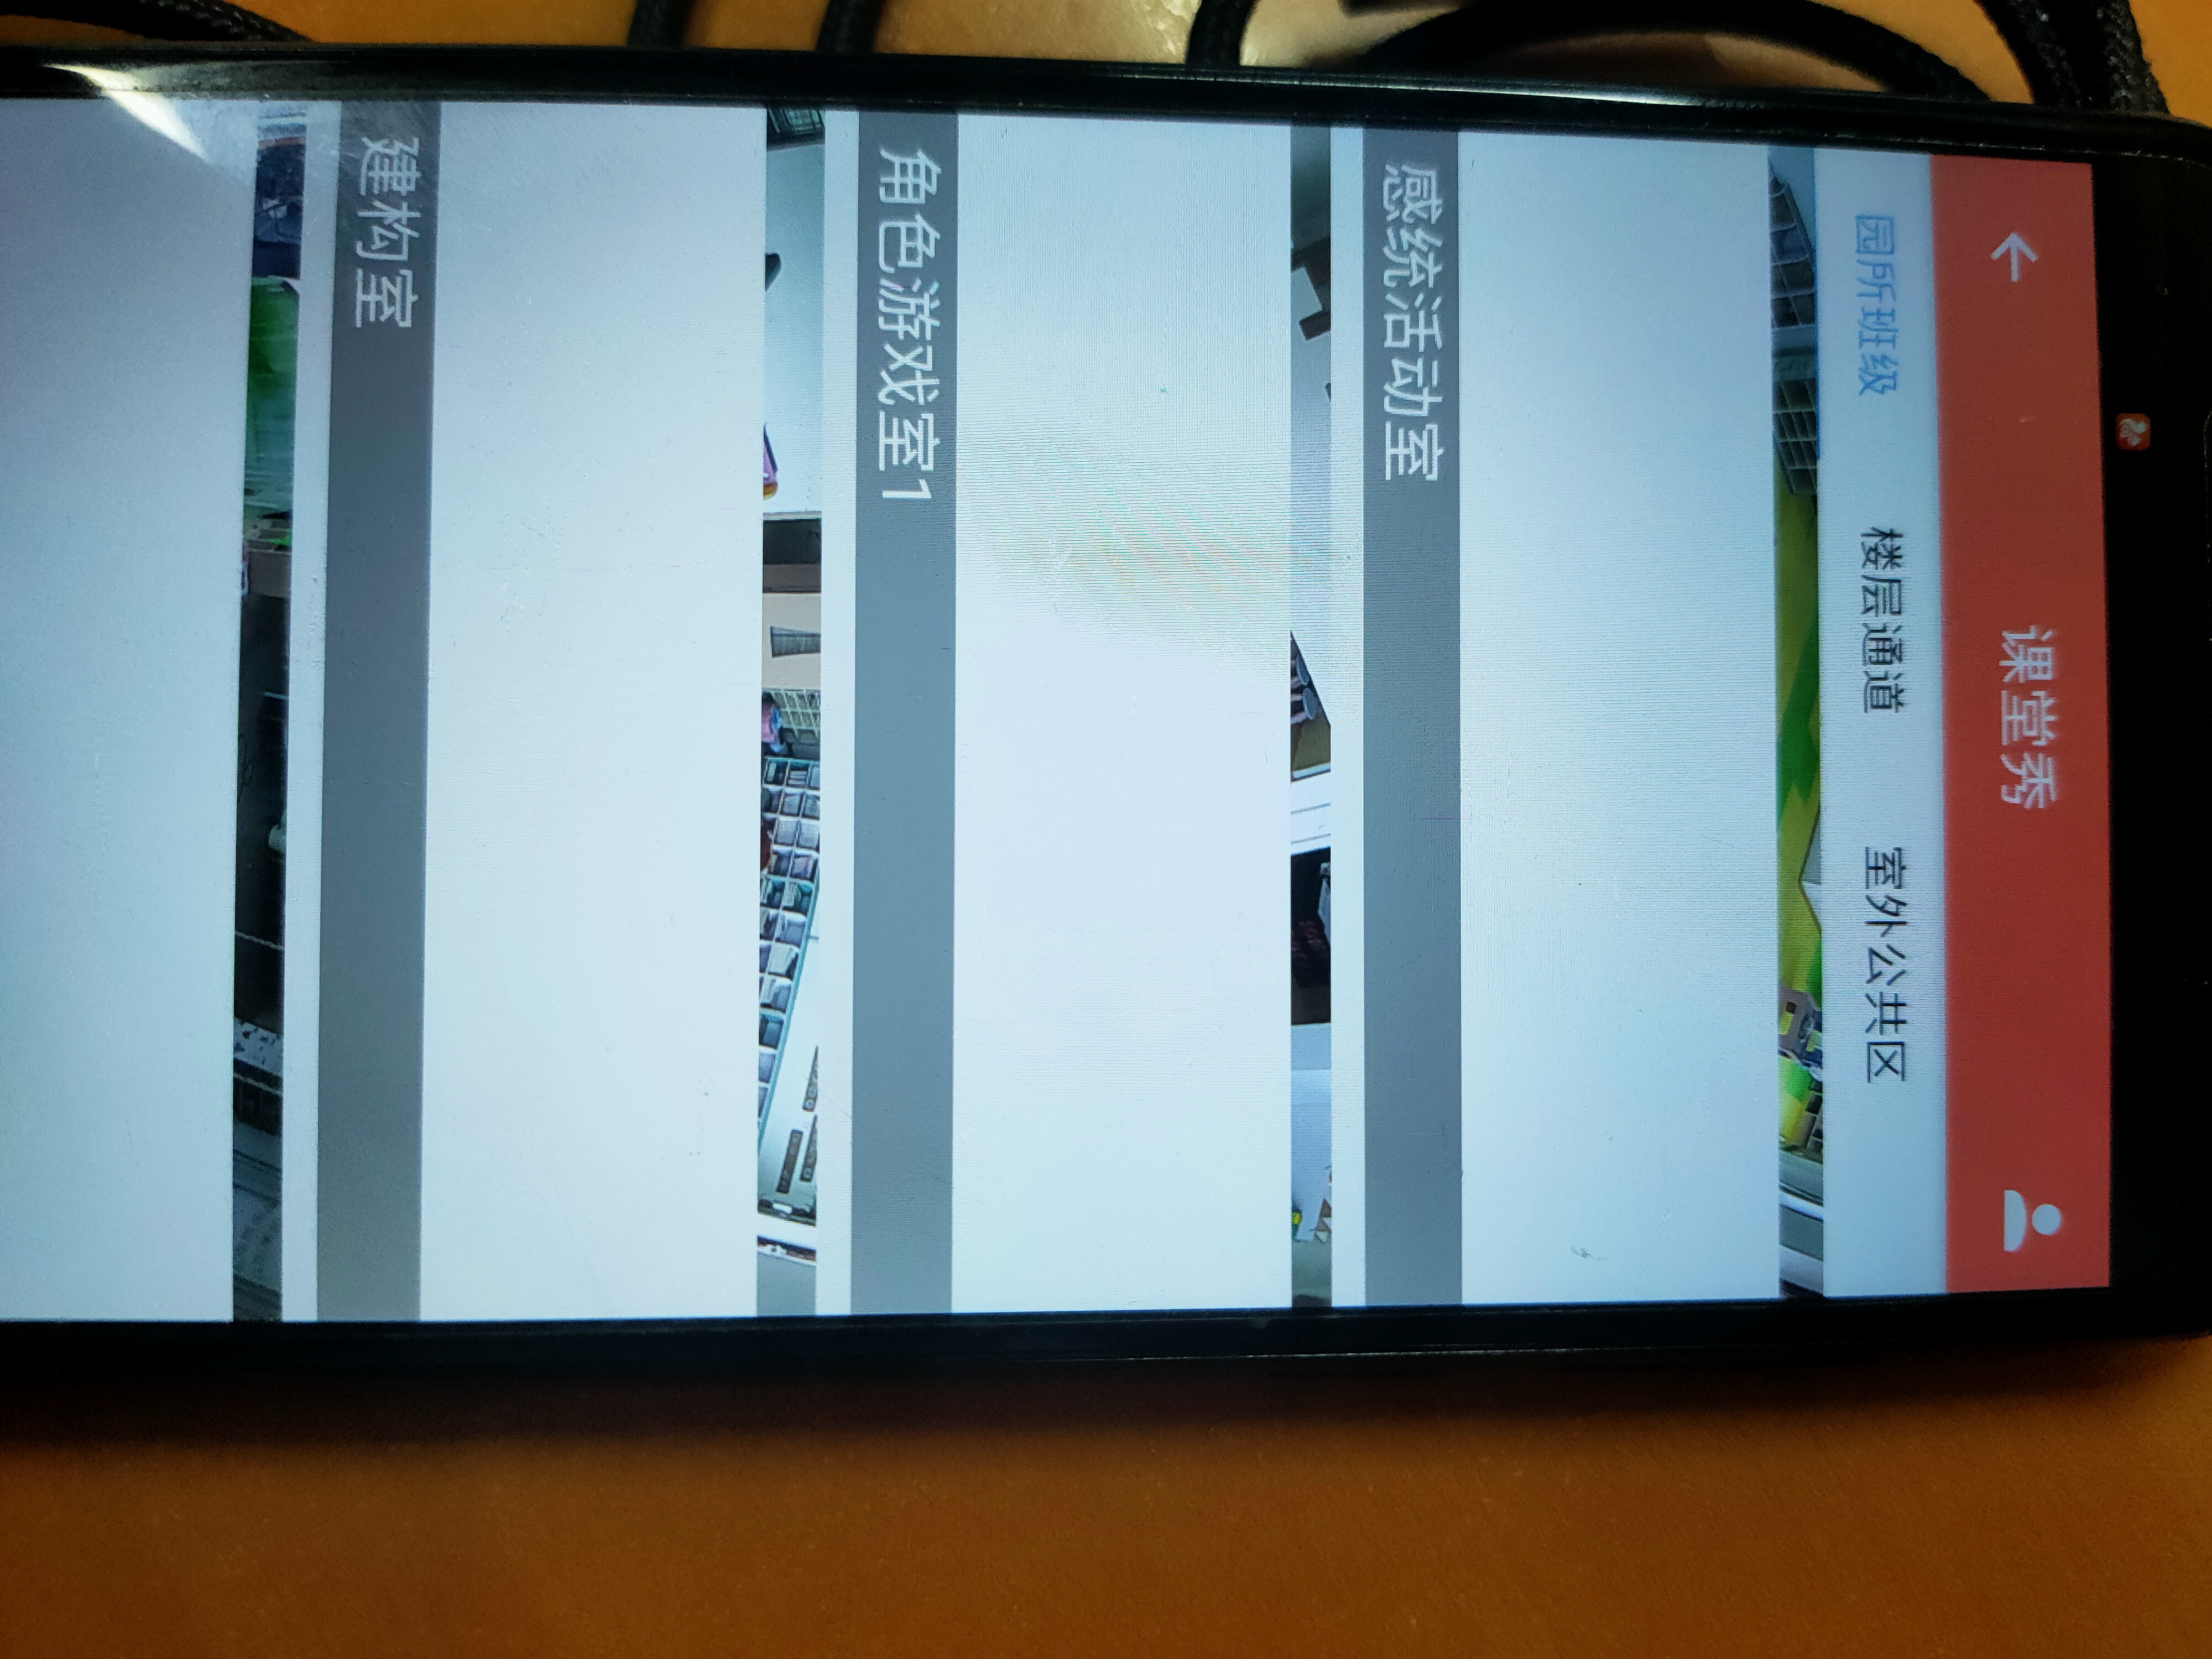 课堂秀
园所班级 楼层通道 室外公共区
感统活动室
角色游戏室1
建构室